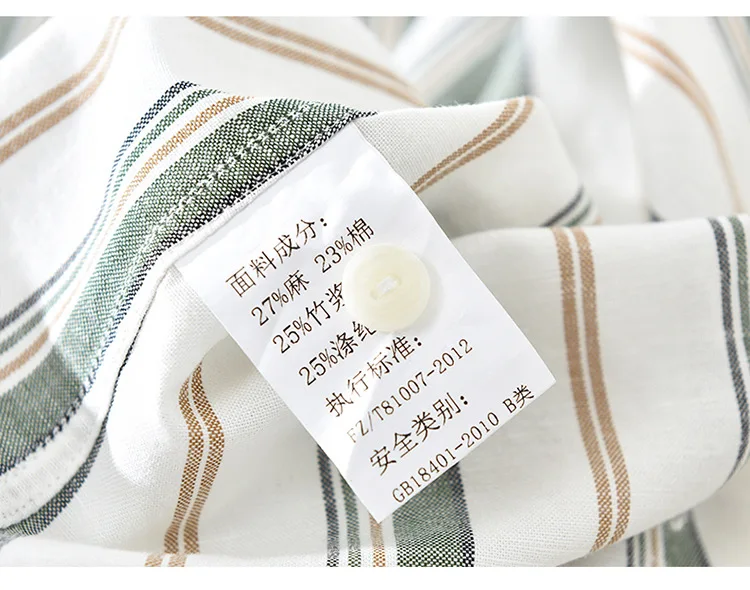 面料成分:
27%麻 23%棉
25%竹浆
25%涤纶
执行标准:
FZ/T81007-2012
安全类别:
GB18401-2010 B类